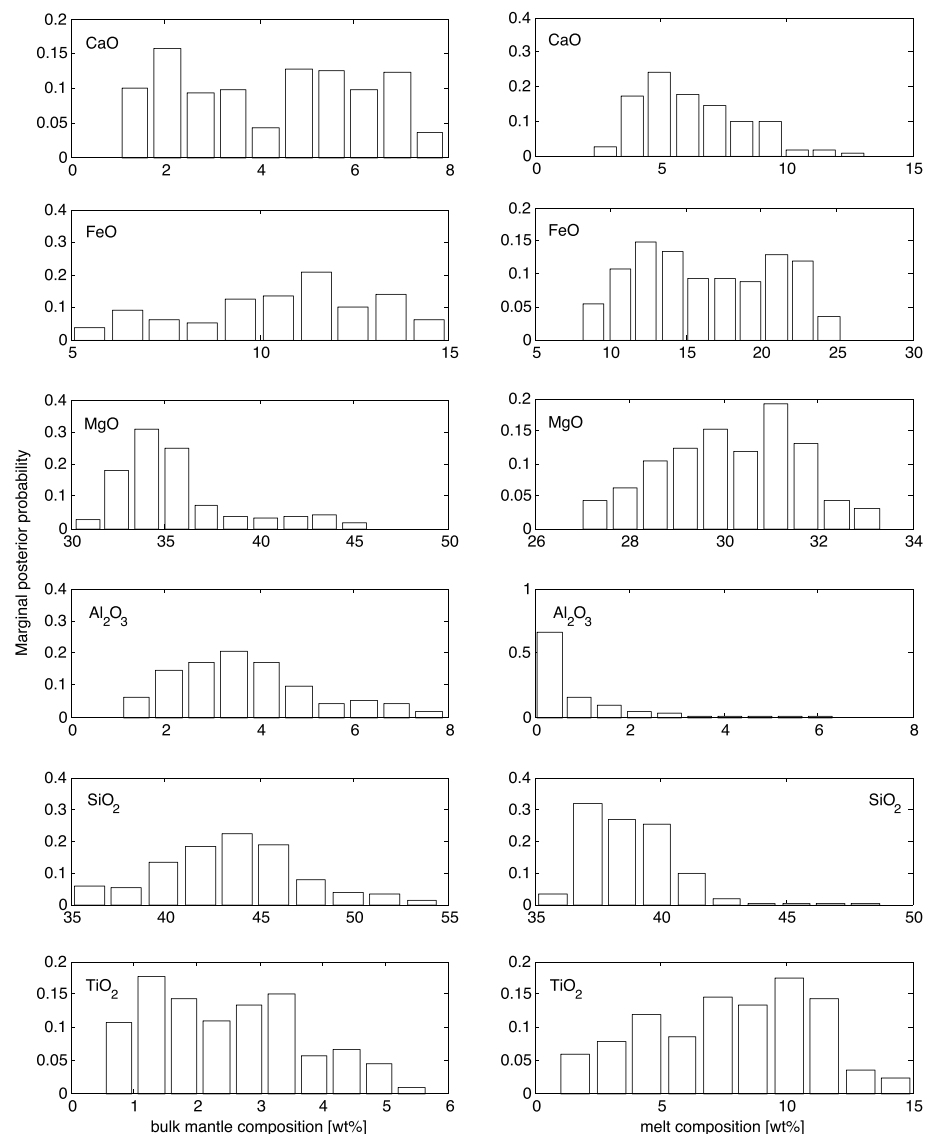 Marginal posterior probability
CaO
0.2
0.15
0.1
0.05
0
0 2 4 6 8
CaO
0.4
0.3
0.2
0.1
0
0 5 10 15
FeO
0.4
0.3
0.2
0.1
0
5 10 15
FeO
0.2
0.15
0.1
0.05
0
5 10 15 20 25 30
MgO
0.4
0.3
0.2
0.1
0
30 35 40 45 50
MgO
0.2
0.15
0.1
0.05
0
26 28 30 32 34
Al2O3
0.4
0.3
0.2
0.1
0
0 2 4 6 8
Al2O3
1
0.5
0
0 2 4 6 8
SiO2
0.4
0.3
0.2
0.1
0
35 40 45 50 55
SiO2
0.4
0.3
0.2
0.1
0
35 40 45 50
TiO2
0.2
0.15
0.1
0.05
0
0 1 2 3 4 5 6
bulk mantle composition [wt%]
TiO2
0.2
0.15
0.1
0.05
0
0 5 10 15
melt composition [wt%]